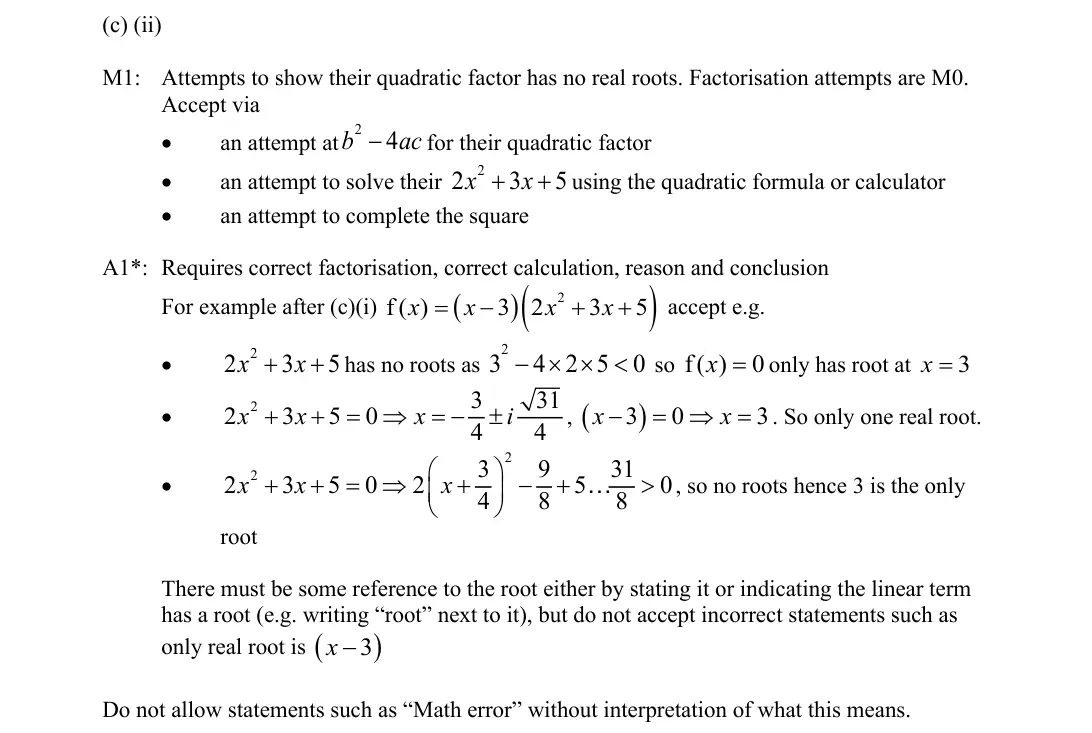 (c) (ii)
M1: Attempts to show their quadratic factor has no real roots. Factorisation attempts are M0.
Accept via
• an attempt at b² − 4ac for their quadratic factor
• an attempt to solve their 2x² + 3x + 5 using the quadratic formula or calculator
• an attempt to complete the square
A1*: Requires correct factorisation, correct calculation, reason and conclusion
For example after (c)(i) f(x) = (x − 3)(2x² + 3x + 5) accept e.g.
• 2x² + 3x + 5 has no roots as 3² − 4 × 2 × 5 < 0 so f(x) = 0 only has root at x = 3
• 2x² + 3x + 5 = 0 ⇒ x = −3/4 ± i√31/4, (x − 3) = 0 ⇒ x = 3. So only one real root.
• 2x² + 3x + 5 = 0 ⇒ 2(x + 3/4)² − 9/8 + 5...31/8 > 0, so no roots hence 3 is the only
root
There must be some reference to the root either by stating it or indicating the linear term
has a root (e.g. writing “root” next to it), but do not accept incorrect statements such as
only real root is (x − 3)
Do not allow statements such as “Math error” without interpretation of what this means.